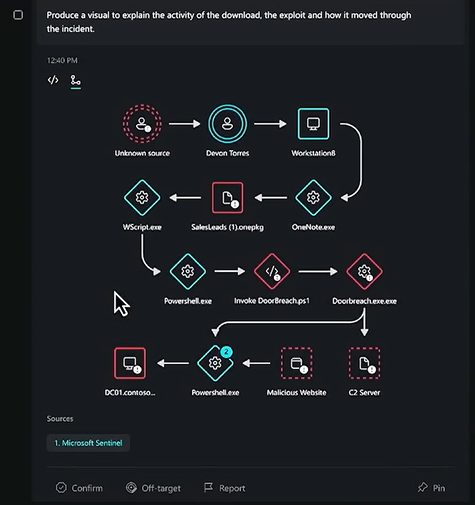 Produce a visual to explain the activity of the download, the exploit and how it moved through
the incident.
12:40 PM
Unknown source
Devon Torres
Workstation8
WScript.exe
SalesLeads (1).onepkg
OneNote.exe
Powershell.exe
Invoke DoorBreach.ps1
Doorbreach.exe.exe
2
DC01.contoso...
Powershell.exe
Malicious Website
C2 Server
Sources
1. Microsoft Sentinel
Confirm
Off-target
Report
Pin